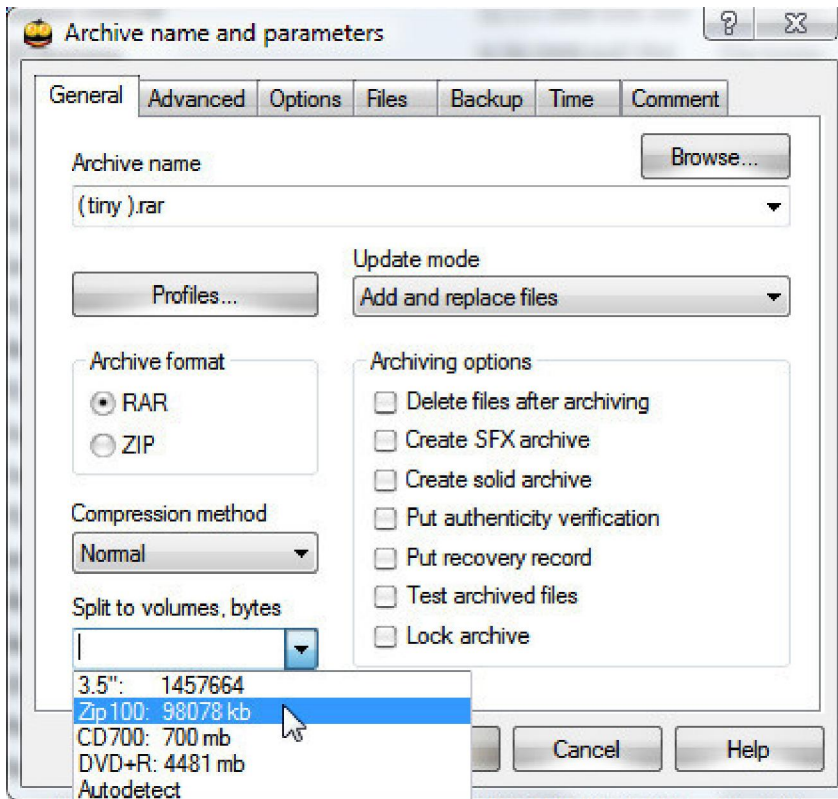 Archive name and parameters
General Advanced Options Files Backup Time Comment
Archive name
Browse...
(tiny ).rar
Profiles...
Update mode
Add and replace files
Archive format
RAR
ZIP
Archiving options
Delete files after archiving
Create SFX archive
Create solid archive
Put authenticity verification
Put recovery record
Test archived files
Lock archive
Compression method
Normal
Split to volumes, bytes
3.5": 1457664
Zip100: 98078 kb
CD700: 700 mb
DVD+R: 4481 mb
Autodetect
Cancel Help